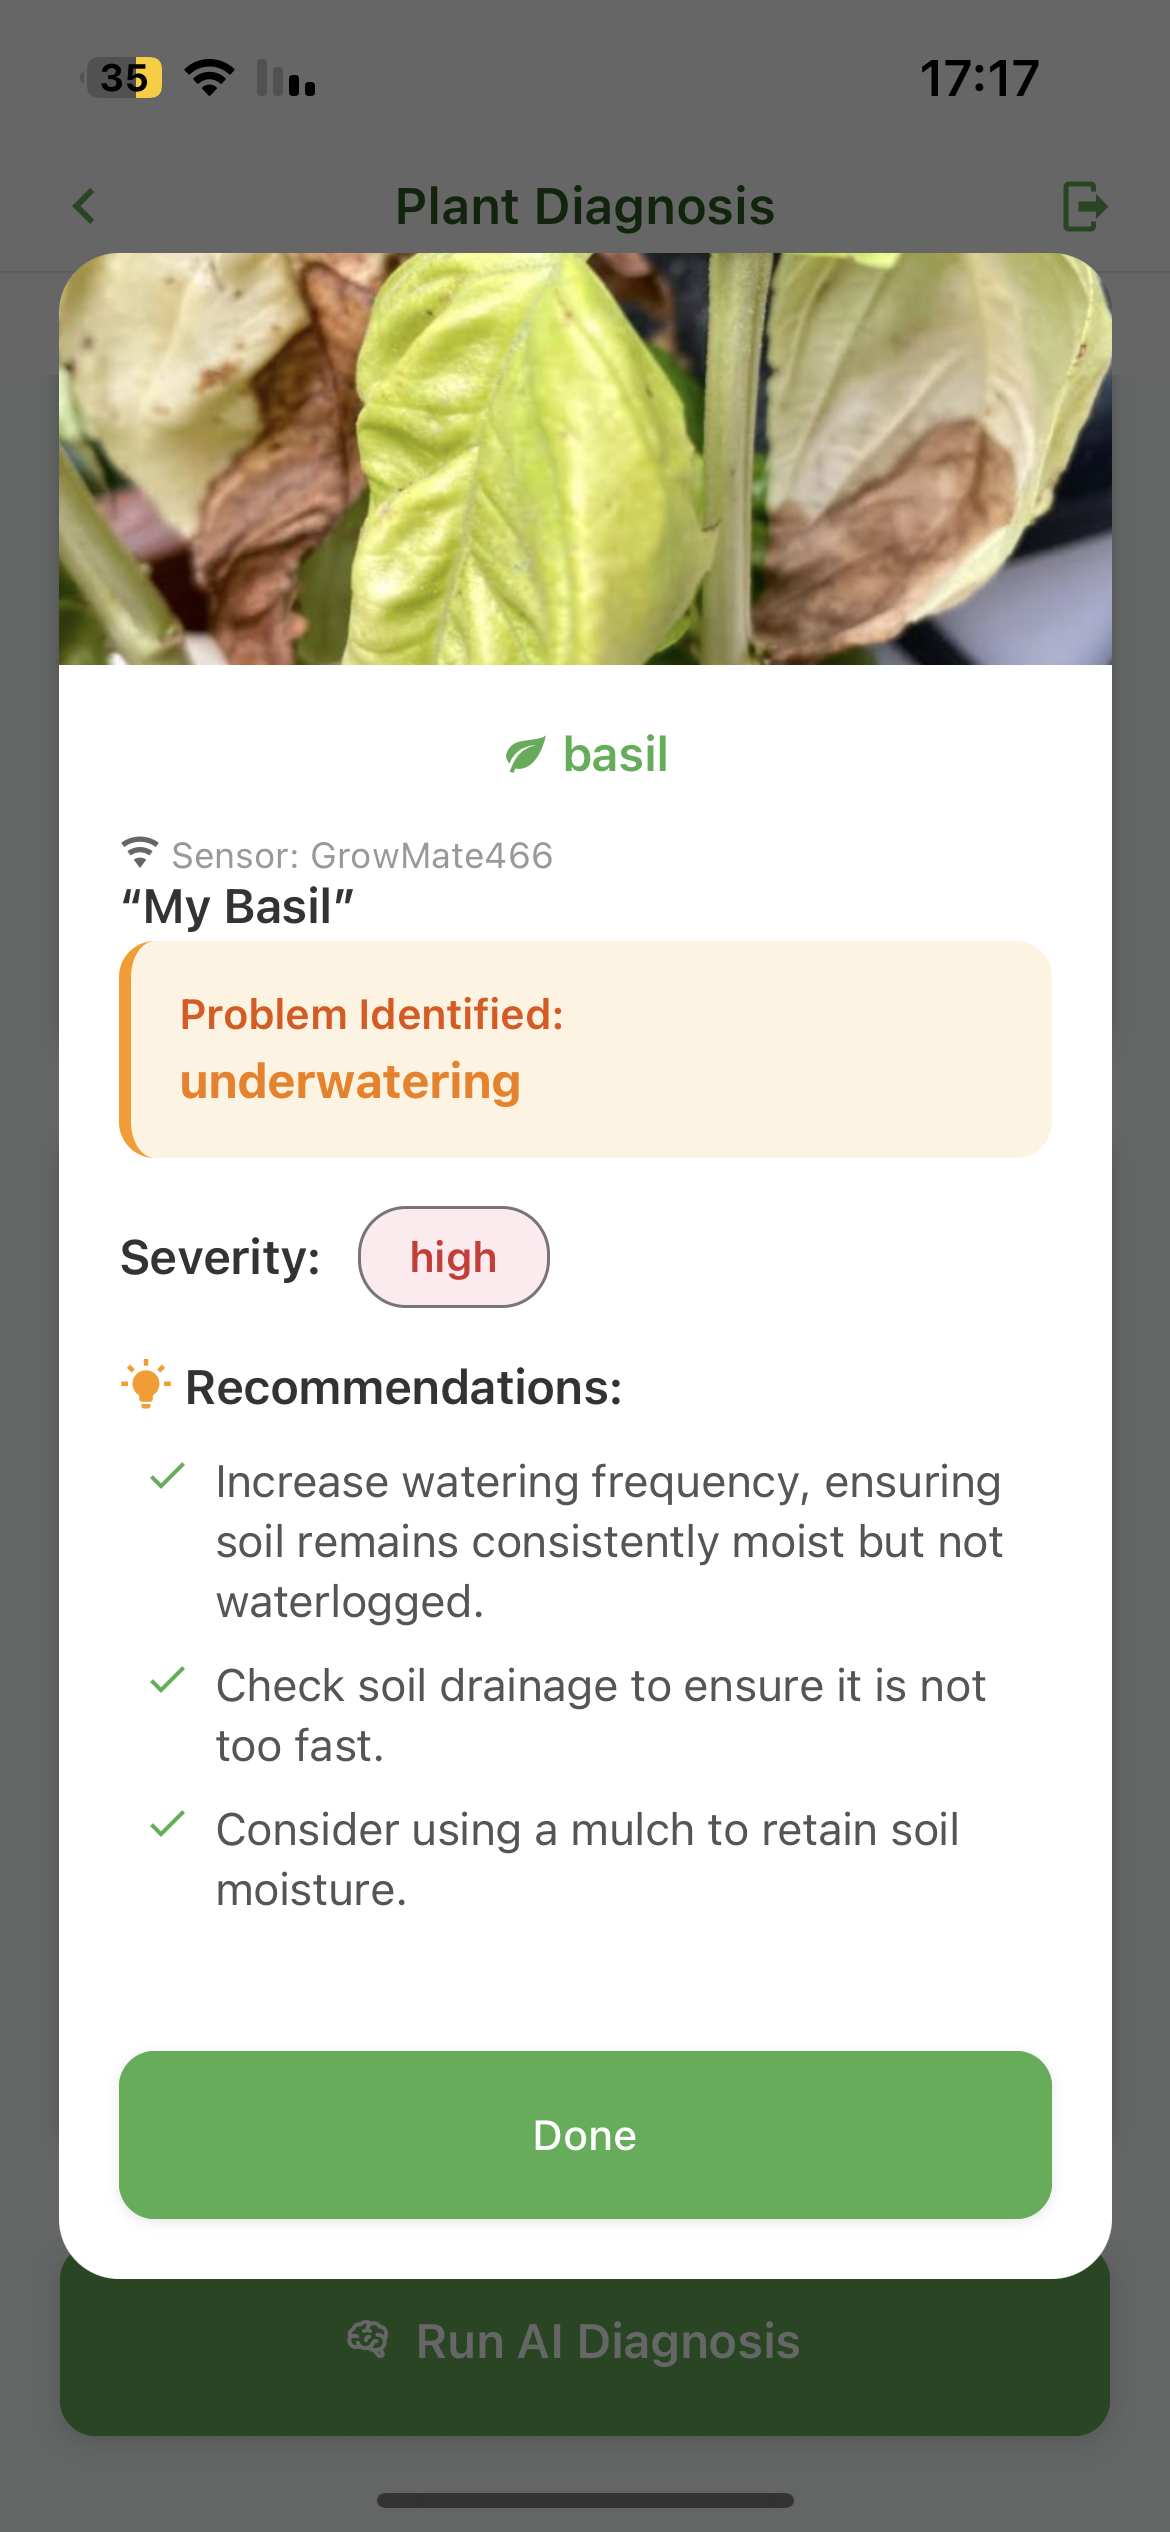 35
17:17
Plant Diagnosis
basil
Sensor: GrowMate466
“My Basil”
Problem Identified:
underwatering
Severity:
high
Recommendations:
Increase watering frequency, ensuring
soil remains consistently moist but not
waterlogged.
Check soil drainage to ensure it is not
too fast.
Consider using a mulch to retain soil
moisture.
Done
Run AI Diagnosis